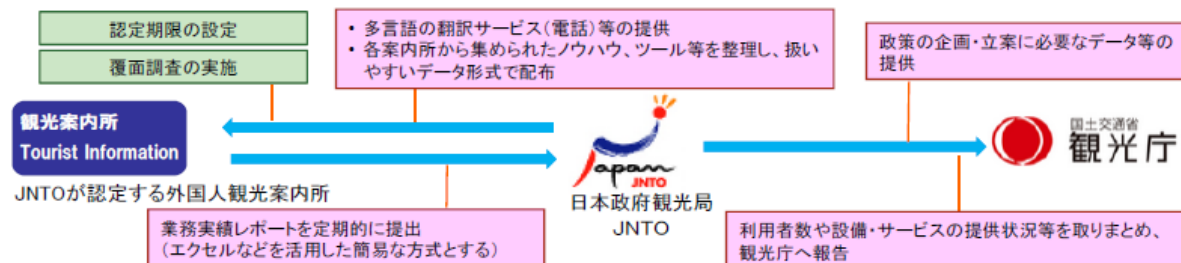 認定期限の設定
覆面調査の実施
• 多言語の翻訳サービス(電話)等の提供
• 各案内所から集められたノウハウ、ツール等を整理し、扱い
やすいデータ形式で配布
政策の企画・立案に必要なデータ等の
提供
観光案内所
Tourist Information
JNTOが認定する外国人観光案内所
Japan
JNTO
日本政府観光局
JNTO
国土交通省
観光庁
業務実績レポートを定期的に提出
(エクセルなどを活用した簡易な方式とする)
利用者数や設備・サービスの提供状況等を取りまとめ、
観光庁へ報告